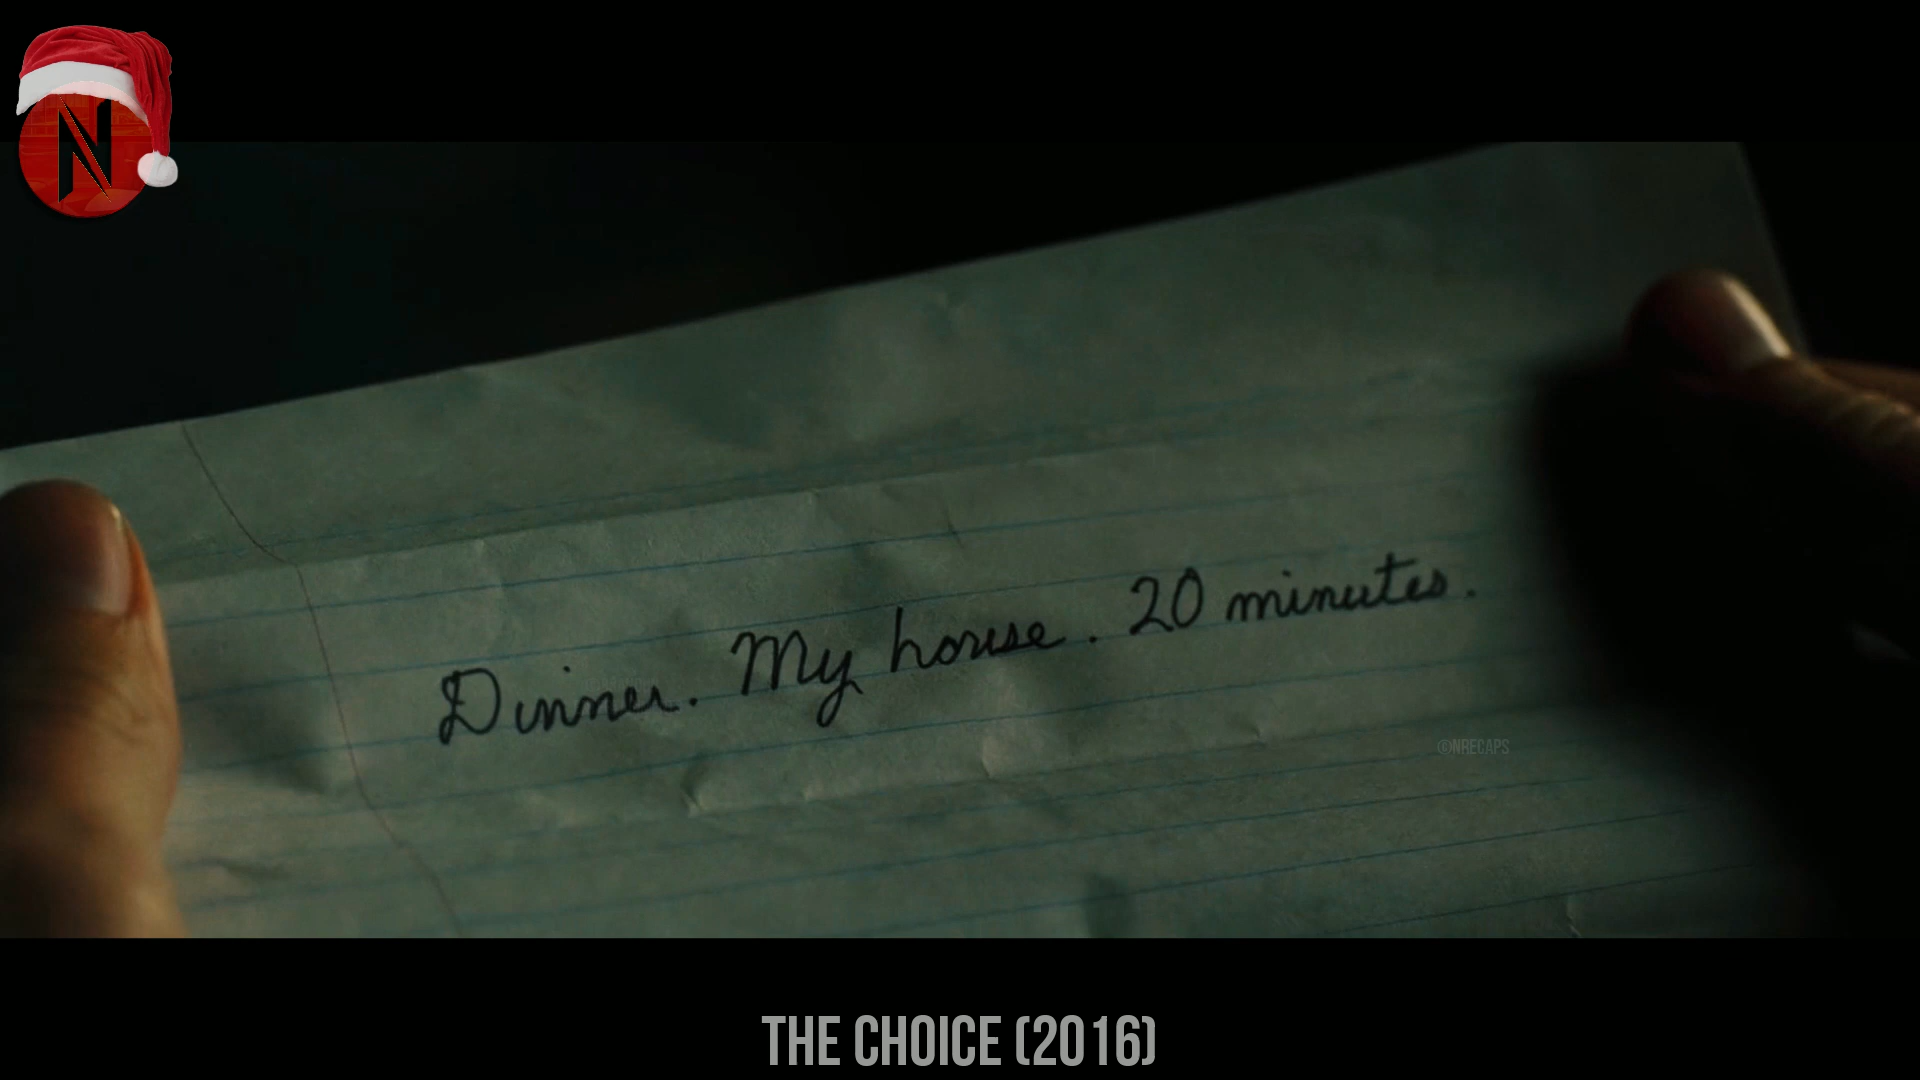 N
Dinner. My house. 20 minutes.
©NRECAPS
THE CHOICE (2016)